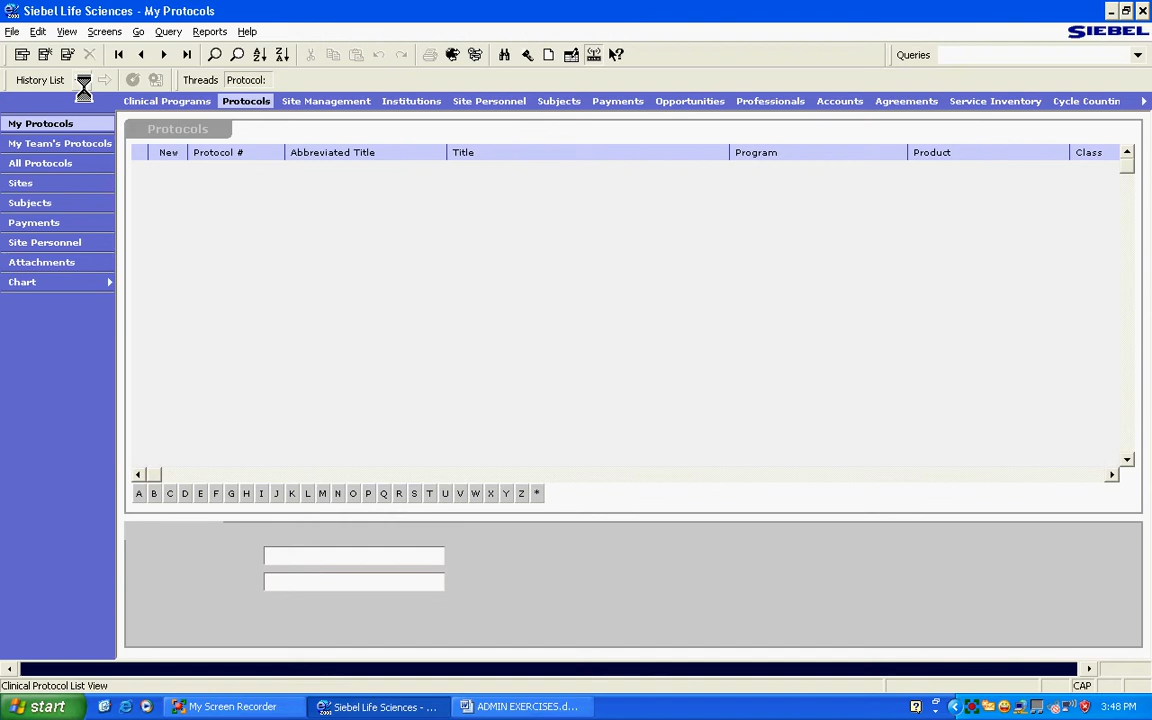 Siebel Life Sciences - My Protocols
File Edit View Screens Go Query Reports Help SIEBEL
Queries
History List Threads Protocol:
Clinical Programs Protocols Site Management Institutions Site Personnel Subjects Payments Opportunities Professionals Accounts Agreements Service Inventory Cycle Countin
My Protocols
My Team's Protocols
All Protocols
Sites
Subjects
Payments
Site Personnel
Attachments
Chart
Protocols
New Protocol # Abbreviated Title Title Program Product Class
A B C D E F G H I J K L M N O P Q R S T U V W X Y Z *
Clinical Protocol List View CAP
start My Screen Recorder Siebel Life Sciences - ... ADMIN EXERCISES.d... 3:48 PM